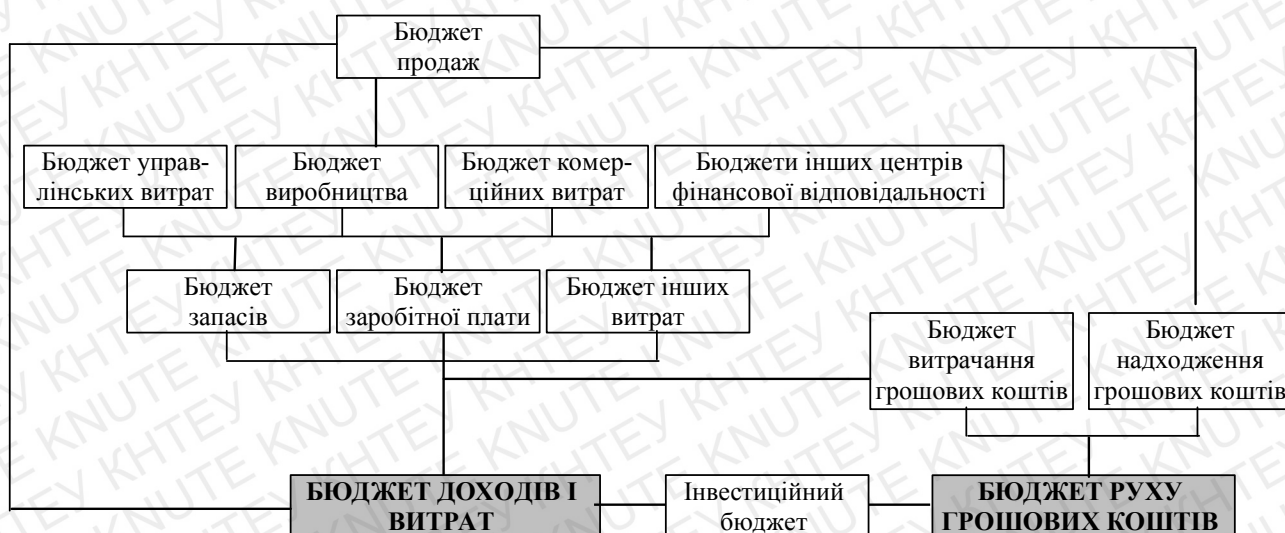 Бюджет
продаж
Бюджет управ-
лінських витрат
Бюджет
виробництва
Бюджет комер-
ційних витрат
Бюджети інших центрів
фінансової відповідальності
Бюджет
запасів
Бюджет
заробітної плати
Бюджет інших
витрат
Бюджет
витрачання
грошових коштів
Бюджет
надходження
грошових коштів
БЮДЖЕТ ДОХОДІВ І
ВИТРАТ
Інвестиційний
бюджет
БЮДЖЕТ РУХУ
ГРОШОВИХ КОШТІВ